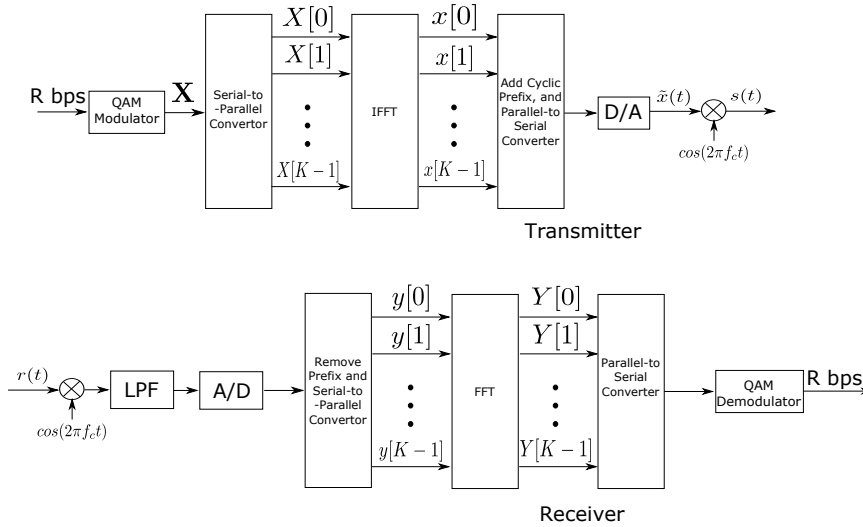 X[0]
x[0]
X[1]
x[1]
R bps
QAM
Modulator
X
Serial-to
-Parallel
Convertor
IFFT
Add Cyclic
Prefix, and
Parallel-to
Serial
Converter
D/A
x̃(t)
s(t)
cos(2πf_c t)
X[K − 1]
x[K − 1]
Transmitter
y[0]
Y[0]
y[1]
Y[1]
r(t)
LPF
A/D
cos(2πf_c t)
Remove
Prefix and
Serial-to
-Parallel
Convertor
FFT
Parallel-to
Serial
Converter
QAM
Demodulator
R bps
y[K − 1]
Y[K − 1]
Receiver